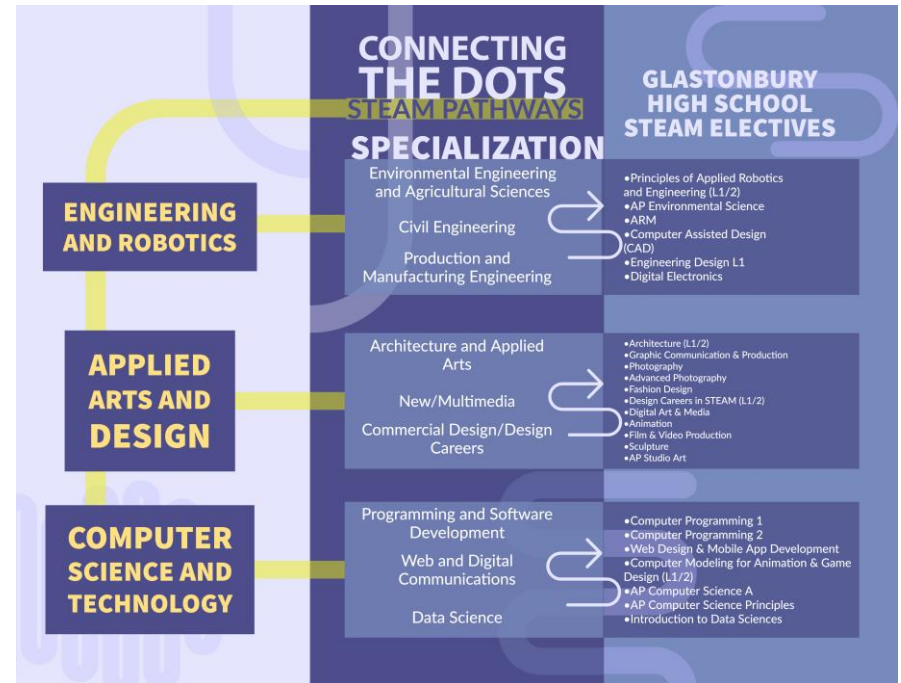 CONNECTING
THE DOTS
STEAM PATHWAYS
SPECIALIZATION
GLASTONBURY
HIGH SCHOOL
STEAM ELECTIVES
ENGINEERING
AND ROBOTICS
Environmental Engineering
and Agricultural Sciences
Civil Engineering
Production and
Manufacturing Engineering
•Principles of Applied Robotics
and Engineering (L1/2)
•AP Environmental Science
•ARM
•Computer Assisted Design
(CAD)
•Engineering Design L1
•Digital Electronics
APPLIED
ARTS AND
DESIGN
Architecture and Applied
Arts
New/Multimedia
Commercial Design/Design
Careers
•Architecture (L1/2)
•Graphic Communication & Production
•Photography
•Advanced Photography
•Fashion Design
•Design Careers in STEAM (L1/2)
•Digital Art & Media
•Animation
•Film & Video Production
•Sculpture
•AP Studio Art
COMPUTER
SCIENCE AND
TECHNOLOGY
Programming and Software
Development
Web and Digital
Communications
Data Science
•Computer Programming 1
•Computer Programming 2
•Web Design & Mobile App Development
•Computer Modeling for Animation & Game
Design (L1/2)
•AP Computer Science A
•AP Computer Science Principles
•Introduction to Data Sciences